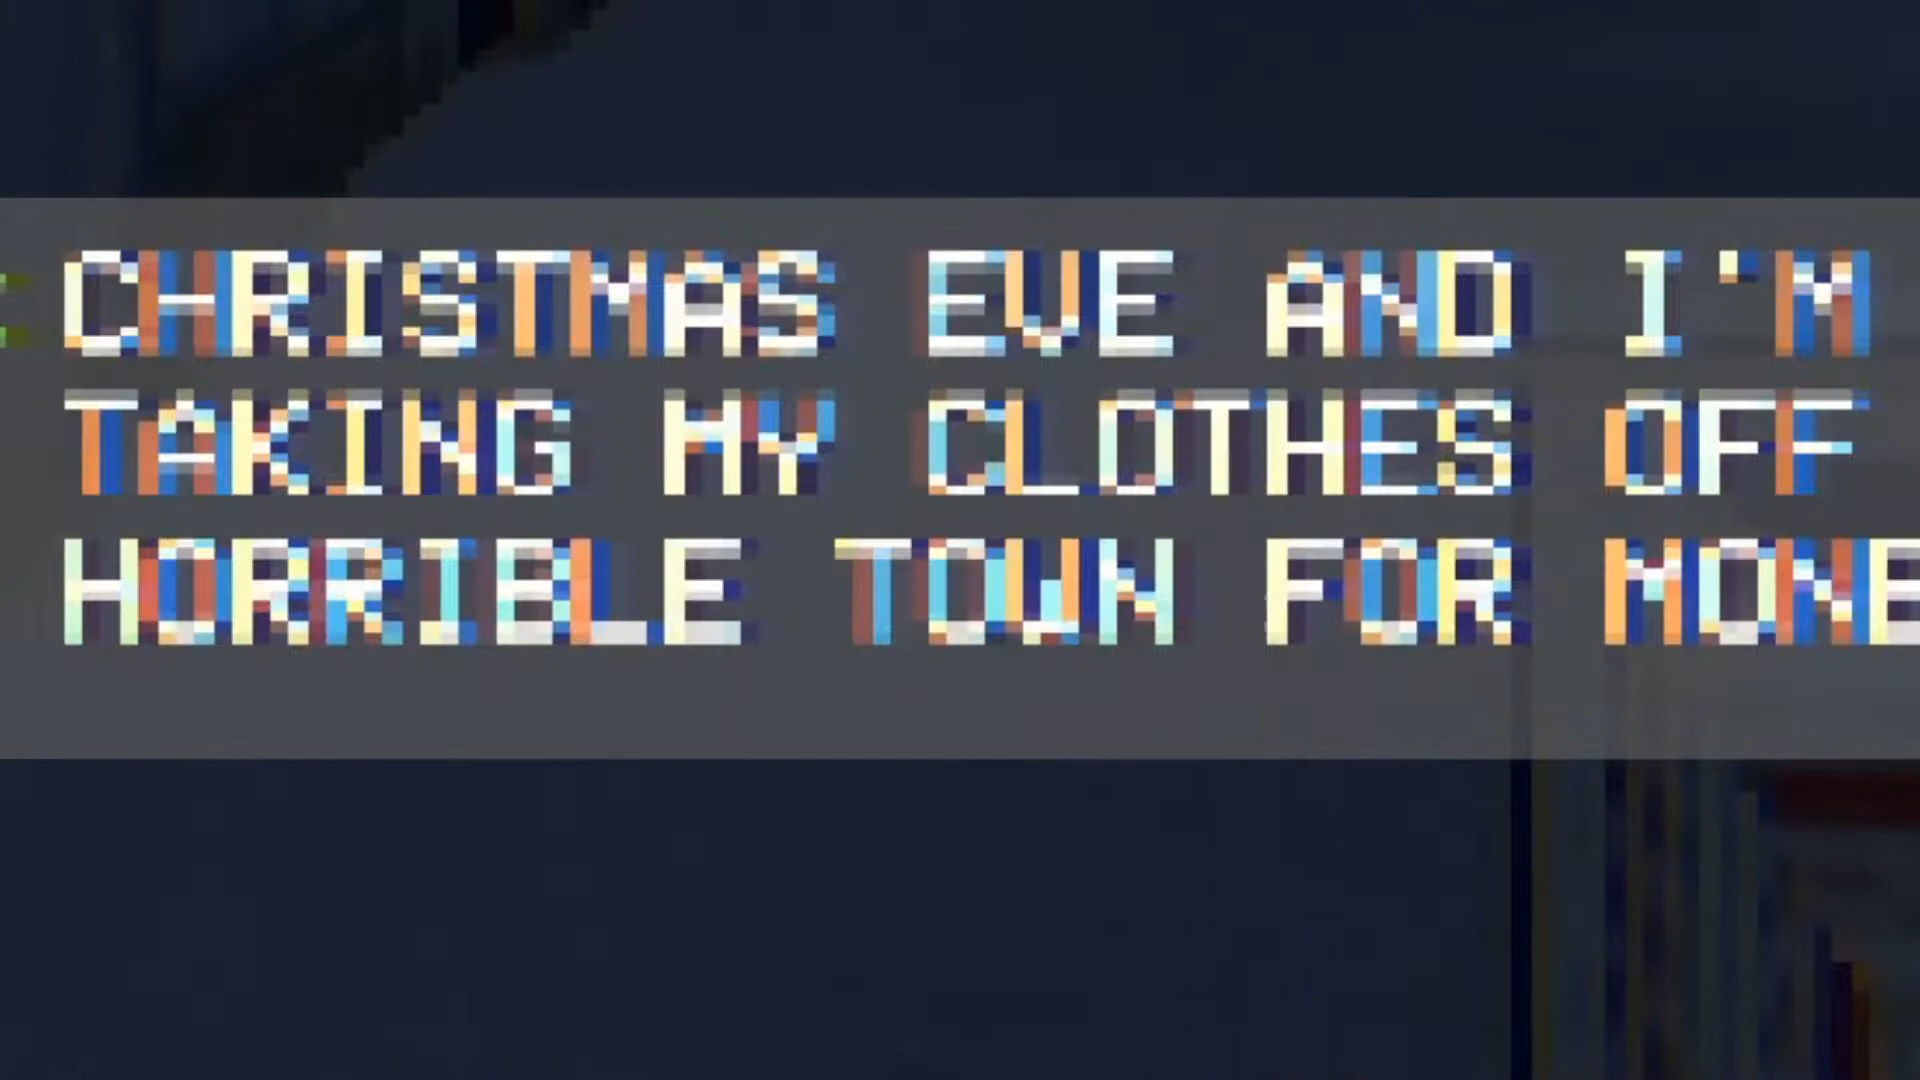 CHRISTMAS EVE AND I'M
TAKING MY CLOTHES OFF
HORRIBLE TOWN FOR MONE